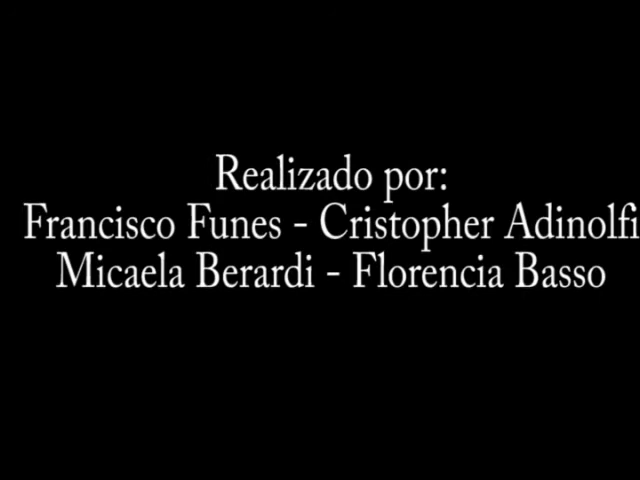 Realizado por:
Francisco Funes - Cristopher Adinolfi
Micaela Berardi - Florencia Basso